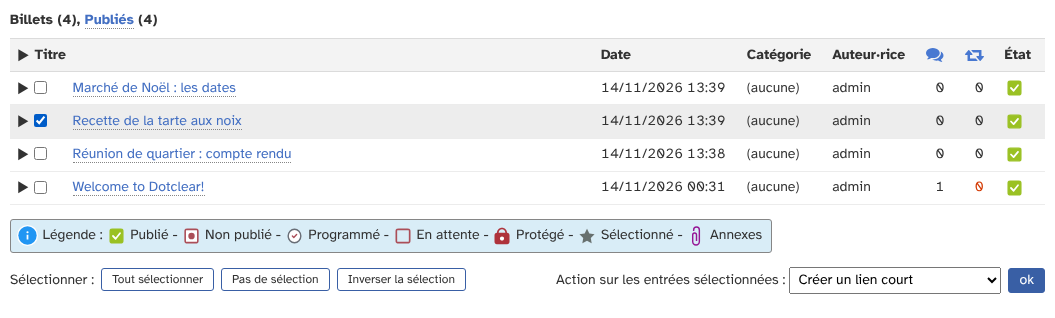 Billets (4), Publiés (4)
Titre Date Catégorie Auteur·rice État
Marché de Noël : les dates 14/11/2026 13:39 (aucune) admin 0 0
Recette de la tarte aux noix 14/11/2026 13:39 (aucune) admin 0 0
Réunion de quartier : compte rendu 14/11/2026 13:38 (aucune) admin 0 0
Welcome to Dotclear! 14/11/2026 00:31 (aucune) admin 1 0
Légende : Publié - Non publié - Programmé - En attente - Protégé - Sélectionné - Annexes
Sélectionner : Tout sélectionner Pas de sélection Inverser la sélection Action sur les entrées sélectionnées : Créer un lien court ok